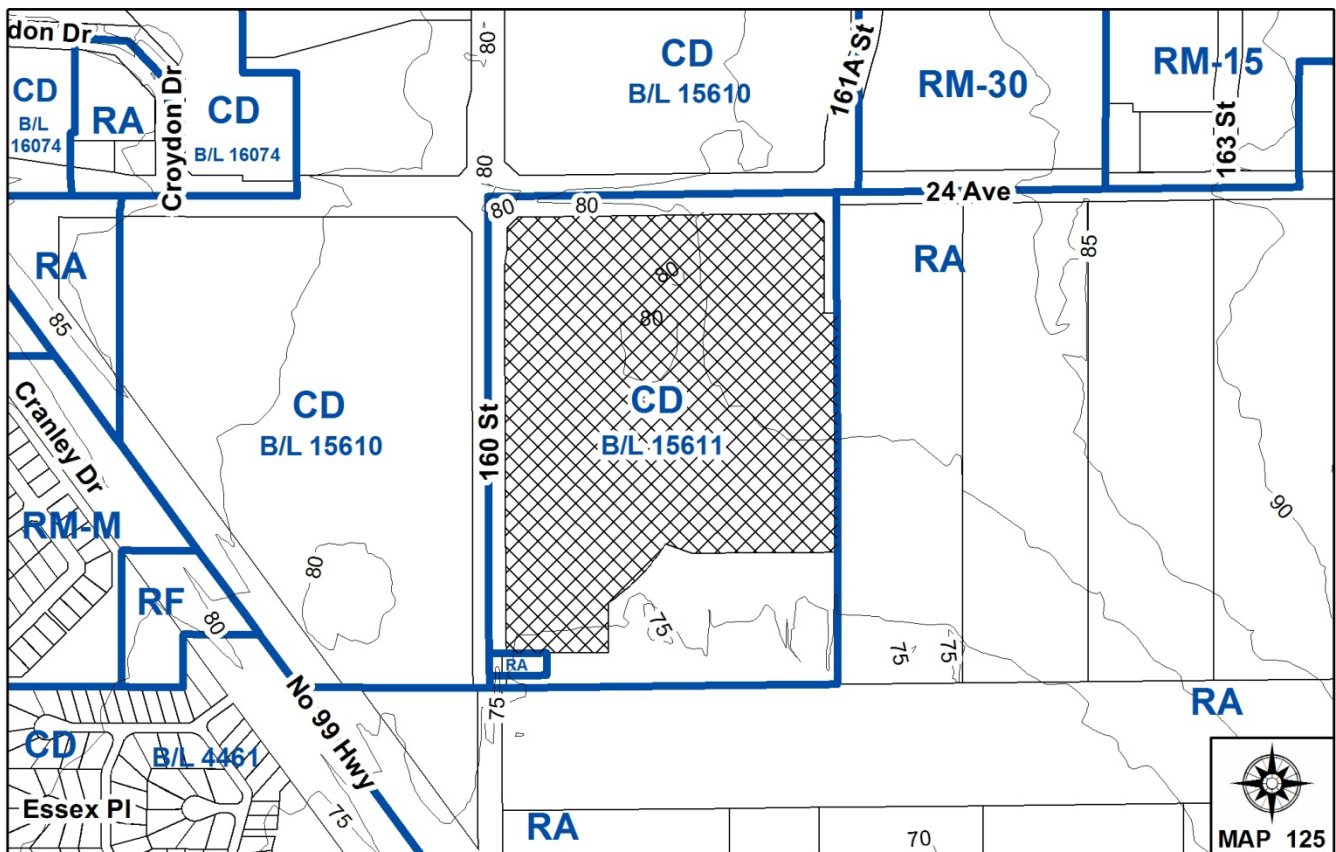 don Dr
80
CD
B/L 15610
161A St
RM-30
RM-15
CD
B/L
16074
RA
CD
B/L 16074
Croydon Dr
80
163 St
24 Ave
80
80
RA
85
RA
85
80
80
CD
B/L 15610
160 St
CD
B/L 15611
Cranley Dr
RM-M
90
80
RF
80
75
75
75
RA
75
No 99 Hwy
RA
CD
B/L 4461
Essex Pl
75
RA
70
MAP 125